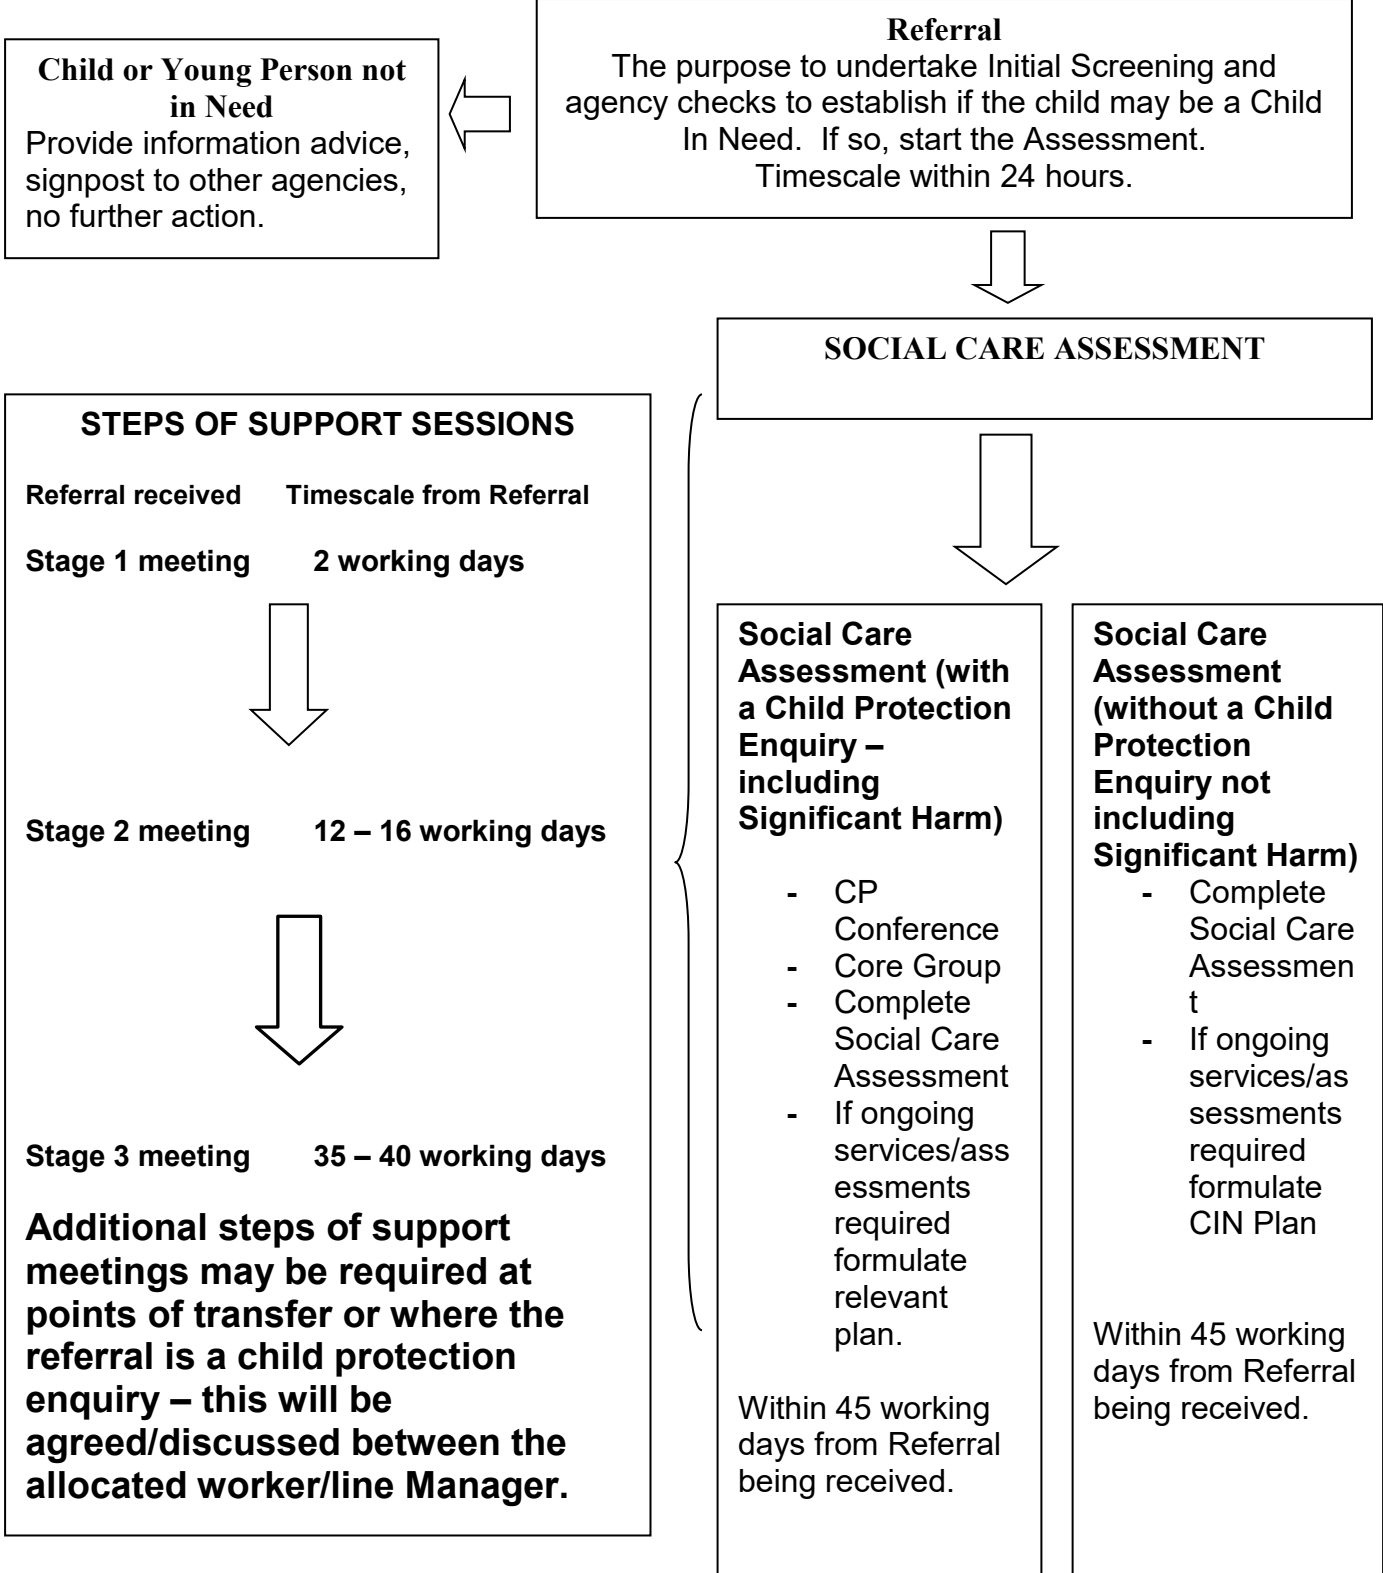 Referral
The purpose to undertake Initial Screening and
agency checks to establish if the child may be a Child
In Need.  If so, start the Assessment.
Timescale within 24 hours.
Child or Young Person not
in Need
Provide information advice,
signpost to other agencies,
no further action.
SOCIAL CARE ASSESSMENT
STEPS OF SUPPORT SESSIONS
Referral received Timescale from Referral
Stage 1 meeting 2 working days
Stage 2 meeting 12 – 16 working days
Stage 3 meeting 35 – 40 working days
Additional steps of support
meetings may be required at
points of transfer or where the
referral is a child protection
enquiry – this will be
agreed/discussed between the
allocated worker/line Manager.
Social Care
Assessment (with
a Child Protection
Enquiry –
including
Significant Harm)
- CP
Conference
- Core Group
- Complete
Social Care
Assessment
- If ongoing
services/ass
essments
required
formulate
relevant
plan.
Within 45 working
days from Referral
being received.
Social Care
Assessment
(without a Child
Protection
Enquiry not
including
Significant Harm)
- Complete
Social Care
Assessmen
t
- If ongoing
services/as
sessments
required
formulate
CIN Plan
Within 45 working
days from Referral
being received.